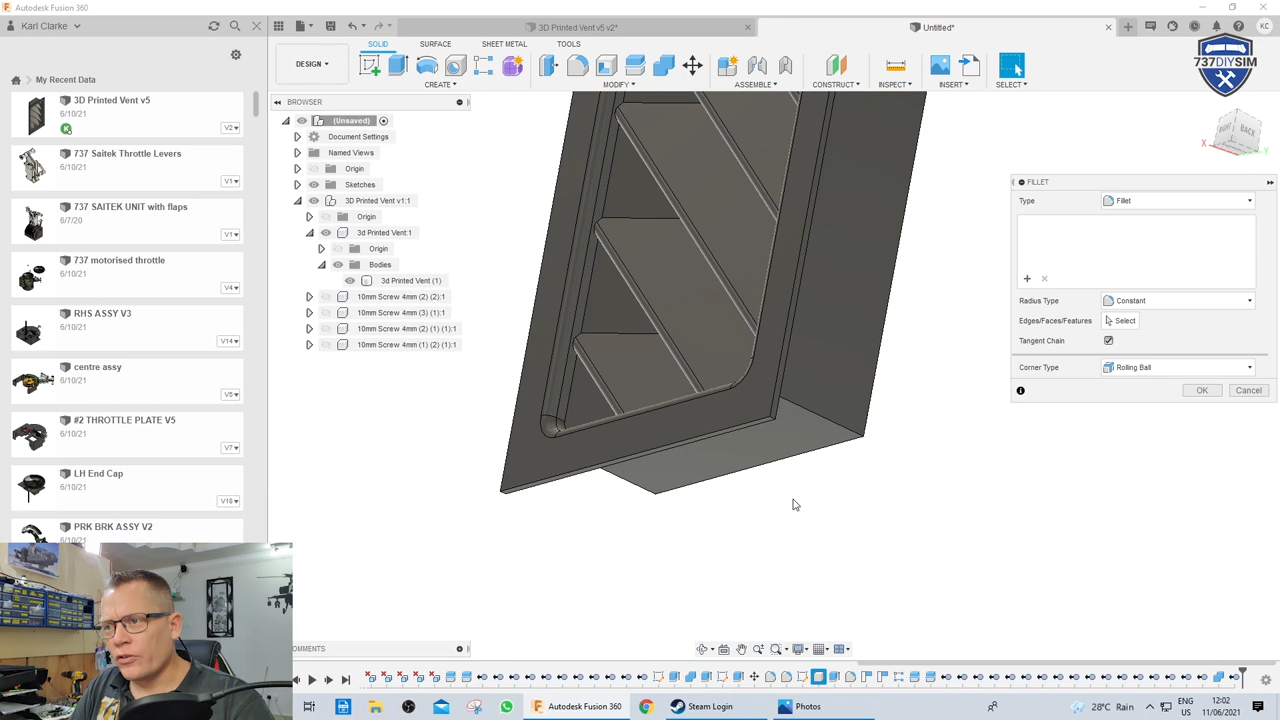 Autodesk Fusion 360
Karl Clarke
3D Printed Vent v5 v2*
Untitled*
KC
737DIYSIM
SOLID
SURFACE
SHEET METAL
TOOLS
DESIGN
CREATE
MODIFY
ASSEMBLE
CONSTRUCT
INSPECT
INSERT
SELECT
My Recent Data
3D Printed Vent v5
6/10/21
K
V2
737 Saitek Throttle Levers
6/10/21
V1
737 SAITEK UNIT with flaps
6/7/20
V1
737 motorised throttle
V4
RHS ASSY V3
V14
centre assy
6/10/21
V5
#2 THROTTLE PLATE V5
6/10/21
V7
LH End Cap
6/10/21
V18
PRK BRK ASSY V2
6/10/21
BROWSER
(Unsaved)
Document Settings
Named Views
Origin
Sketches
3D Printed Vent v1:1
Origin
3d Printed Vent:1
Origin
Bodies
3d Printed Vent (1)
10mm Screw 4mm (2) (2):1
10mm Screw 4mm (3) (1):1
10mm Screw 4mm (2) (1) (1):1
10mm Screw 4mm (1) (2) (1):1
RIGHT
BACK
X
Y
FILLET
Type
Fillet
Radius Type
Constant
Edges/Faces/Features
Select
Tangent Chain
Corner Type
Rolling Ball
OK
Cancel
OMMENTS
Autodesk Fusion 360
Steam Login
Photos
28°C Rain
ENG
US
12:02
11/06/2021